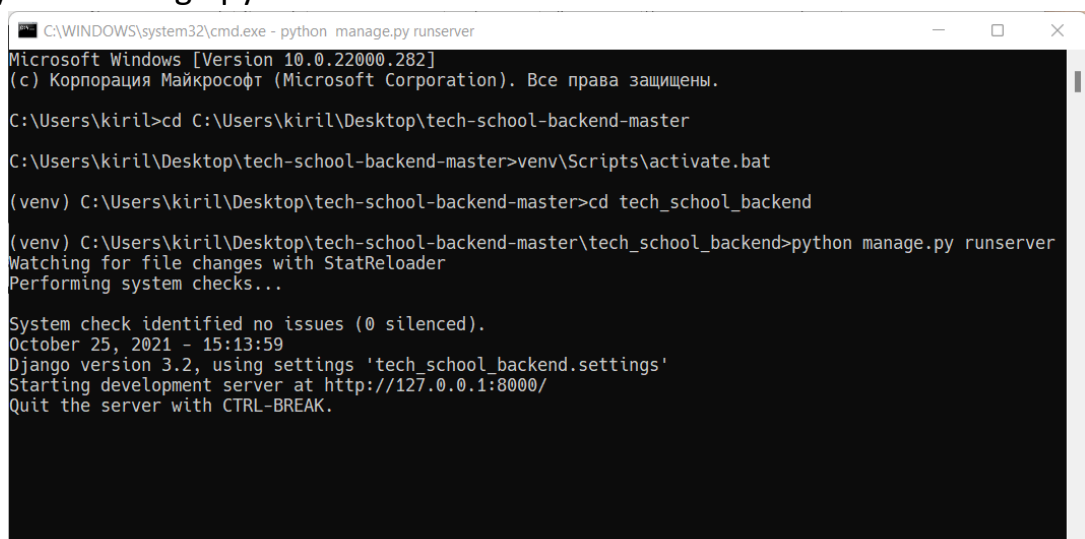 C:\WINDOWS\system32\cmd.exe - python  manage.py runserver
Microsoft Windows [Version 10.0.22000.282]
(c) Корпорация Майкрософт (Microsoft Corporation). Все права защищены.
C:\Users\kiril>cd C:\Users\kiril\Desktop\tech-school-backend-master
C:\Users\kiril\Desktop\tech-school-backend-master>venv\Scripts\activate.bat
(venv) C:\Users\kiril\Desktop\tech-school-backend-master>cd tech_school_backend
(venv) C:\Users\kiril\Desktop\tech-school-backend-master\tech_school_backend>python manage.py runserver
Watching for file changes with StatReloader
Performing system checks...
System check identified no issues (0 silenced).
October 25, 2021 - 15:13:59
Django version 3.2, using settings 'tech_school_backend.settings'
Starting development server at http://127.0.0.1:8000/
Quit the server with CTRL-BREAK.